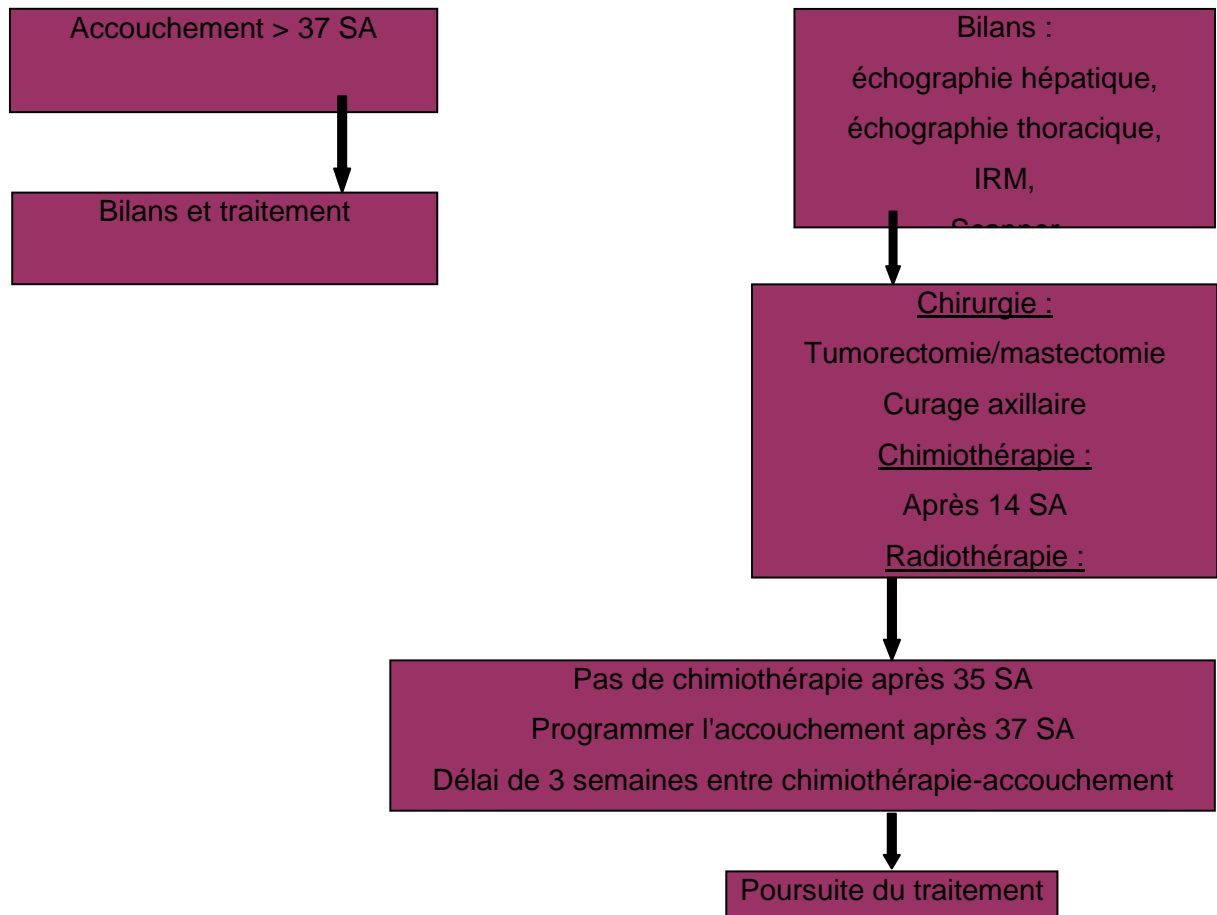 Accouchement > 37 SA
Bilans et traitement
Bilans :
échographie hépatique,
échographie thoracique,
IRM,
Chirurgie :
Tumorectomie/mastectomie
Curage axillaire
Chimiothérapie :
Après 14 SA
Radiothérapie :
Pas de chimiothérapie après 35 SA
Programmer l'accouchement après 37 SA
Délai de 3 semaines entre chimiothérapie-accouchement
Poursuite du traitement